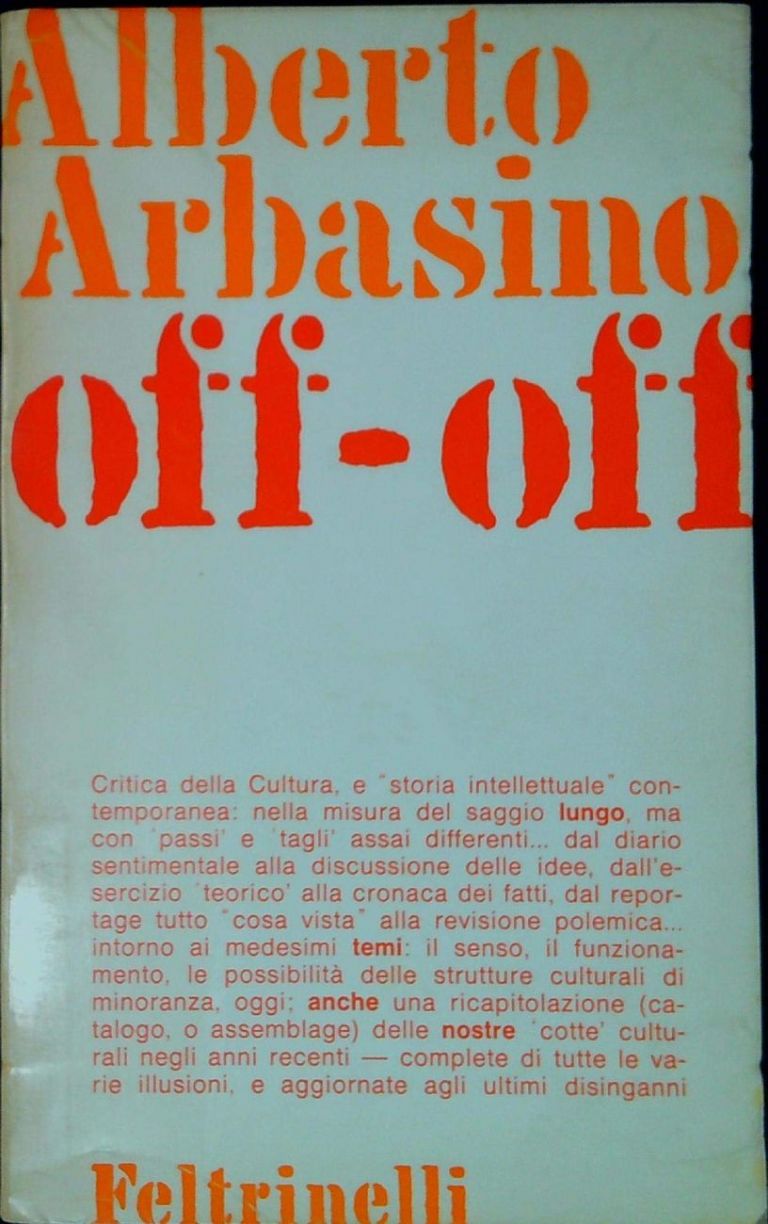 Alberto
Arbasino
off-off
Critica della Cultura, e "storia intellettuale" con-
temporanea: nella misura del saggio lungo, ma
con 'passi' e 'tagli' assai differenti... dal diario
sentimentale alla discussione delle idee, dall'e-
sercizio 'teorico' alla cronaca dei fatti, dal repor-
tage tutto "cosa vista" alla revisione polemica...
intorno ai medesimi temi: il senso, il funziona-
mento, le possibilità delle strutture culturali di
minoranza, oggi; anche una ricapitolazione (ca-
talogo, o assemblage) delle nostre 'cotte' cultu-
rali negli anni recenti — complete di tutte le va-
rie illusioni, e aggiornate agli ultimi disinganni
Feltrinelli